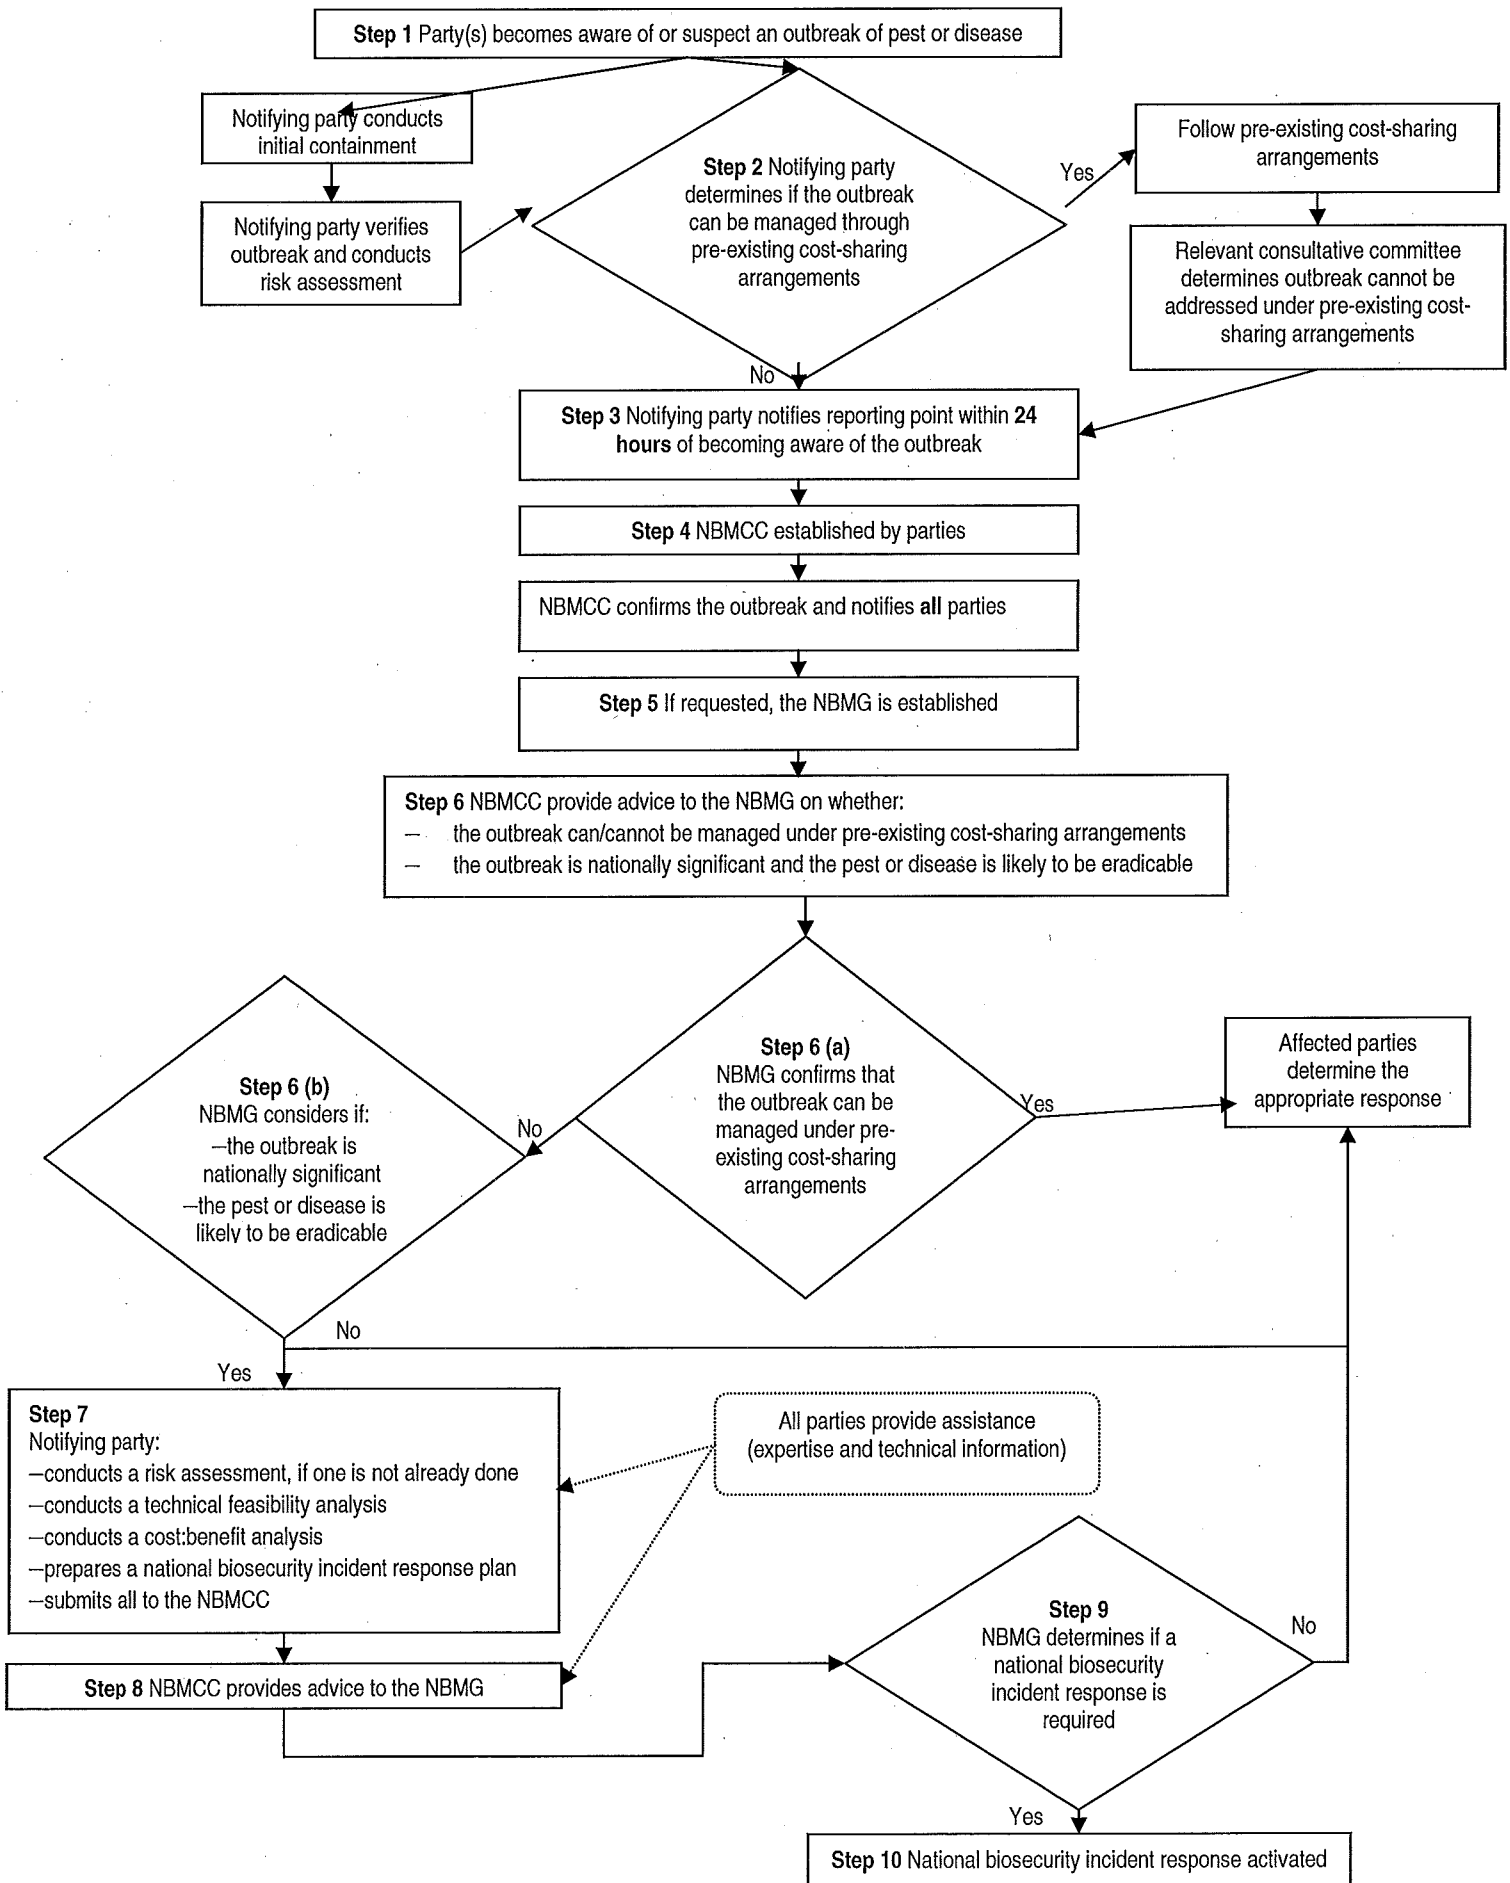 Step 1 Party(s) becomes aware of or suspect an outbreak of pest or disease
Notifying party conducts
initial containment
Notifying party verifies
outbreak and conducts
risk assessment
Step 2 Notifying party
determines if the outbreak
can be managed through
pre-existing cost-sharing
arrangements
Yes
Follow pre-existing cost-sharing
arrangements
Relevant consultative committee
determines outbreak cannot be
addressed under pre-existing cost-
sharing arrangements
No
Step 3 Notifying party notifies reporting point within 24
hours of becoming aware of the outbreak
Step 4 NBMCC established by parties
NBMCC confirms the outbreak and notifies all parties
Step 5 If requested, the NBMG is established
Step 6 NBMCC provide advice to the NBMG on whether:
– the outbreak can/cannot be managed under pre-existing cost-sharing arrangements
– the outbreak is nationally significant and the pest or disease is likely to be eradicable
Step 6 (a)
NBMG confirms that
the outbreak can be
managed under pre-
existing cost-sharing
arrangements
Yes
Affected parties
determine the
appropriate response
No
Step 6 (b)
NBMG considers if:
–the outbreak is
nationally significant
–the pest or disease is
likely to be eradicable
No
Yes
Step 7
Notifying party:
–conducts a risk assessment, if one is not already done
–conducts a technical feasibility analysis
–conducts a cost:benefit analysis
–prepares a national biosecurity incident response plan
–submits all to the NBMCC
All parties provide assistance
(expertise and technical information)
Step 8 NBMCC provides advice to the NBMG
Step 9
NBMG determines if a
national biosecurity
incident response is
required
No
Yes
Step 10 National biosecurity incident response activated